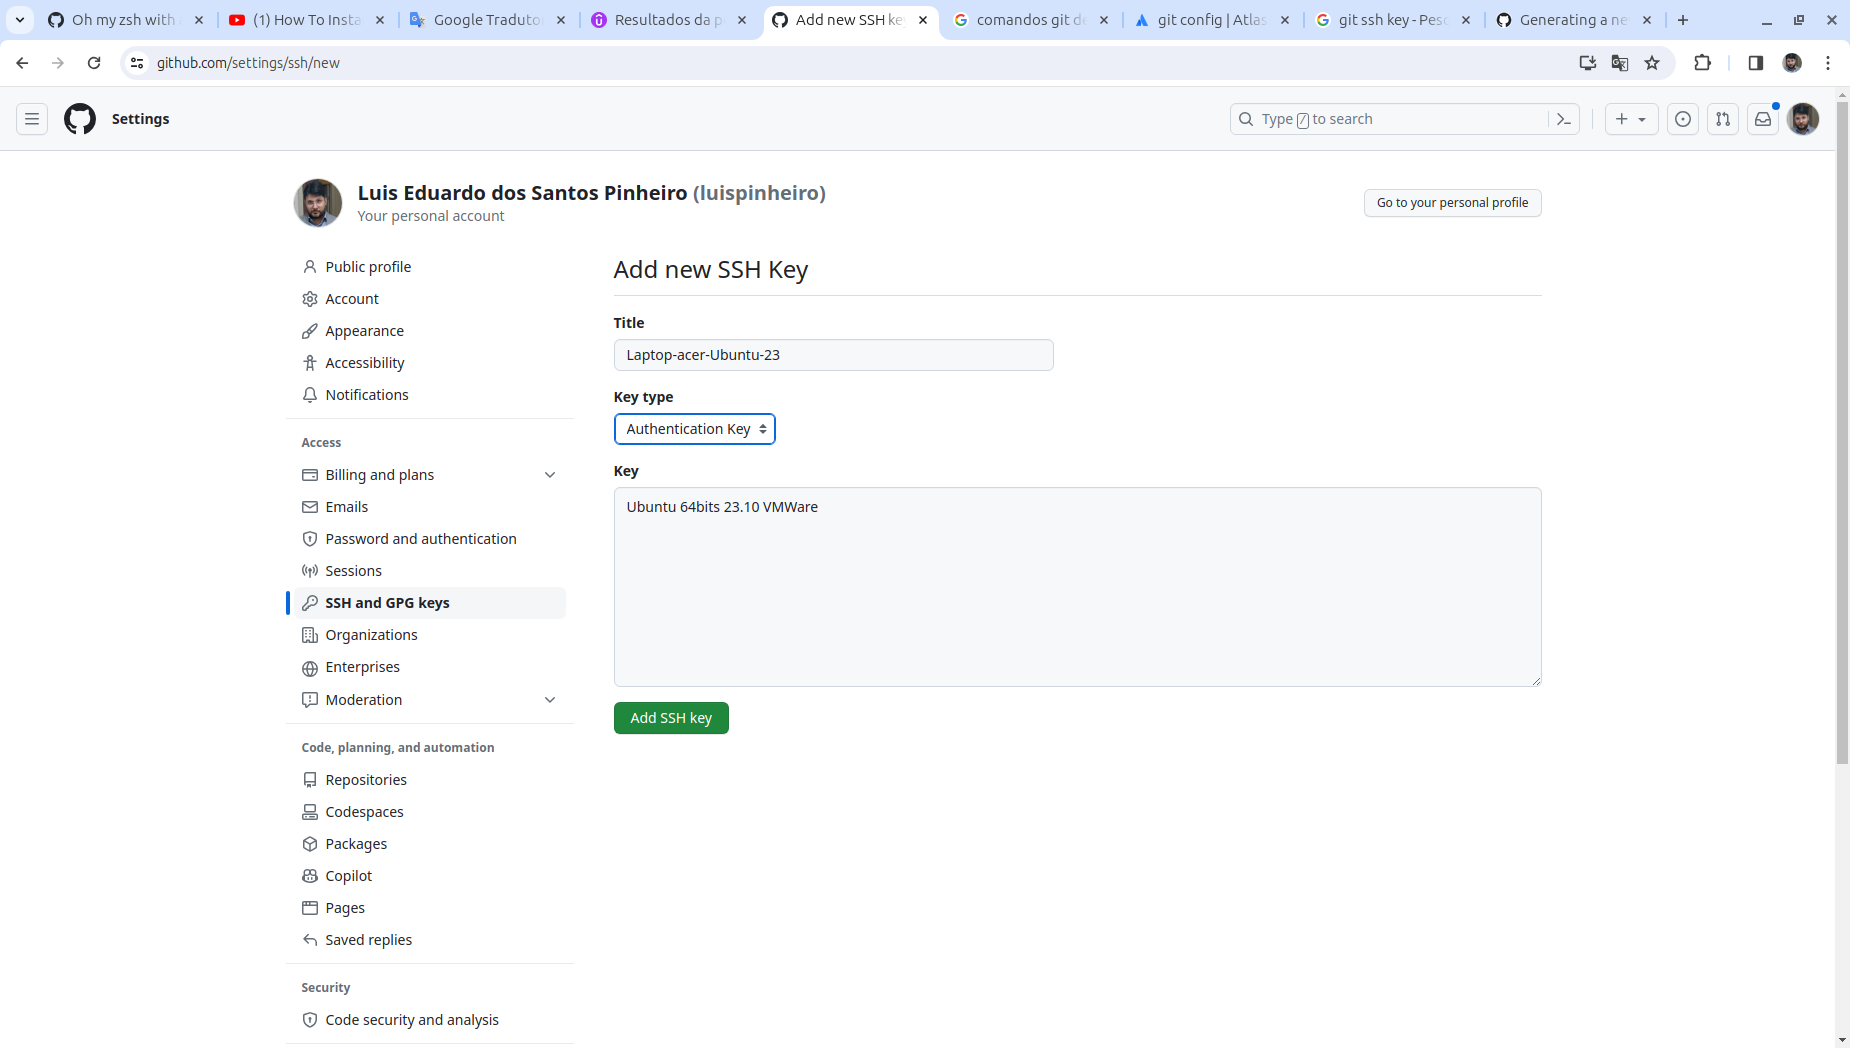 Oh my zsh with
(1) How To Insta
Google Traduto
Resultados da p
Add new SSH ke
comandos git de
git config | Atlas
git ssh key - Pesq
Generating a ne
github.com/settings/ssh/new
Settings
Type / to search
Luis Eduardo dos Santos Pinheiro (luispinheiro)
Your personal account
Go to your personal profile
Public profile
Account
Appearance
Accessibility
Notifications
Access
Billing and plans
Emails
Password and authentication
Sessions
SSH and GPG keys
Organizations
Enterprises
Moderation
Code, planning, and automation
Repositories
Codespaces
Packages
Copilot
Pages
Saved replies
Security
Code security and analysis
Add new SSH Key
Title
Laptop-acer-Ubuntu-23
Key type
Authentication Key
Key
Ubuntu 64bits 23.10 VMWare
Add SSH key